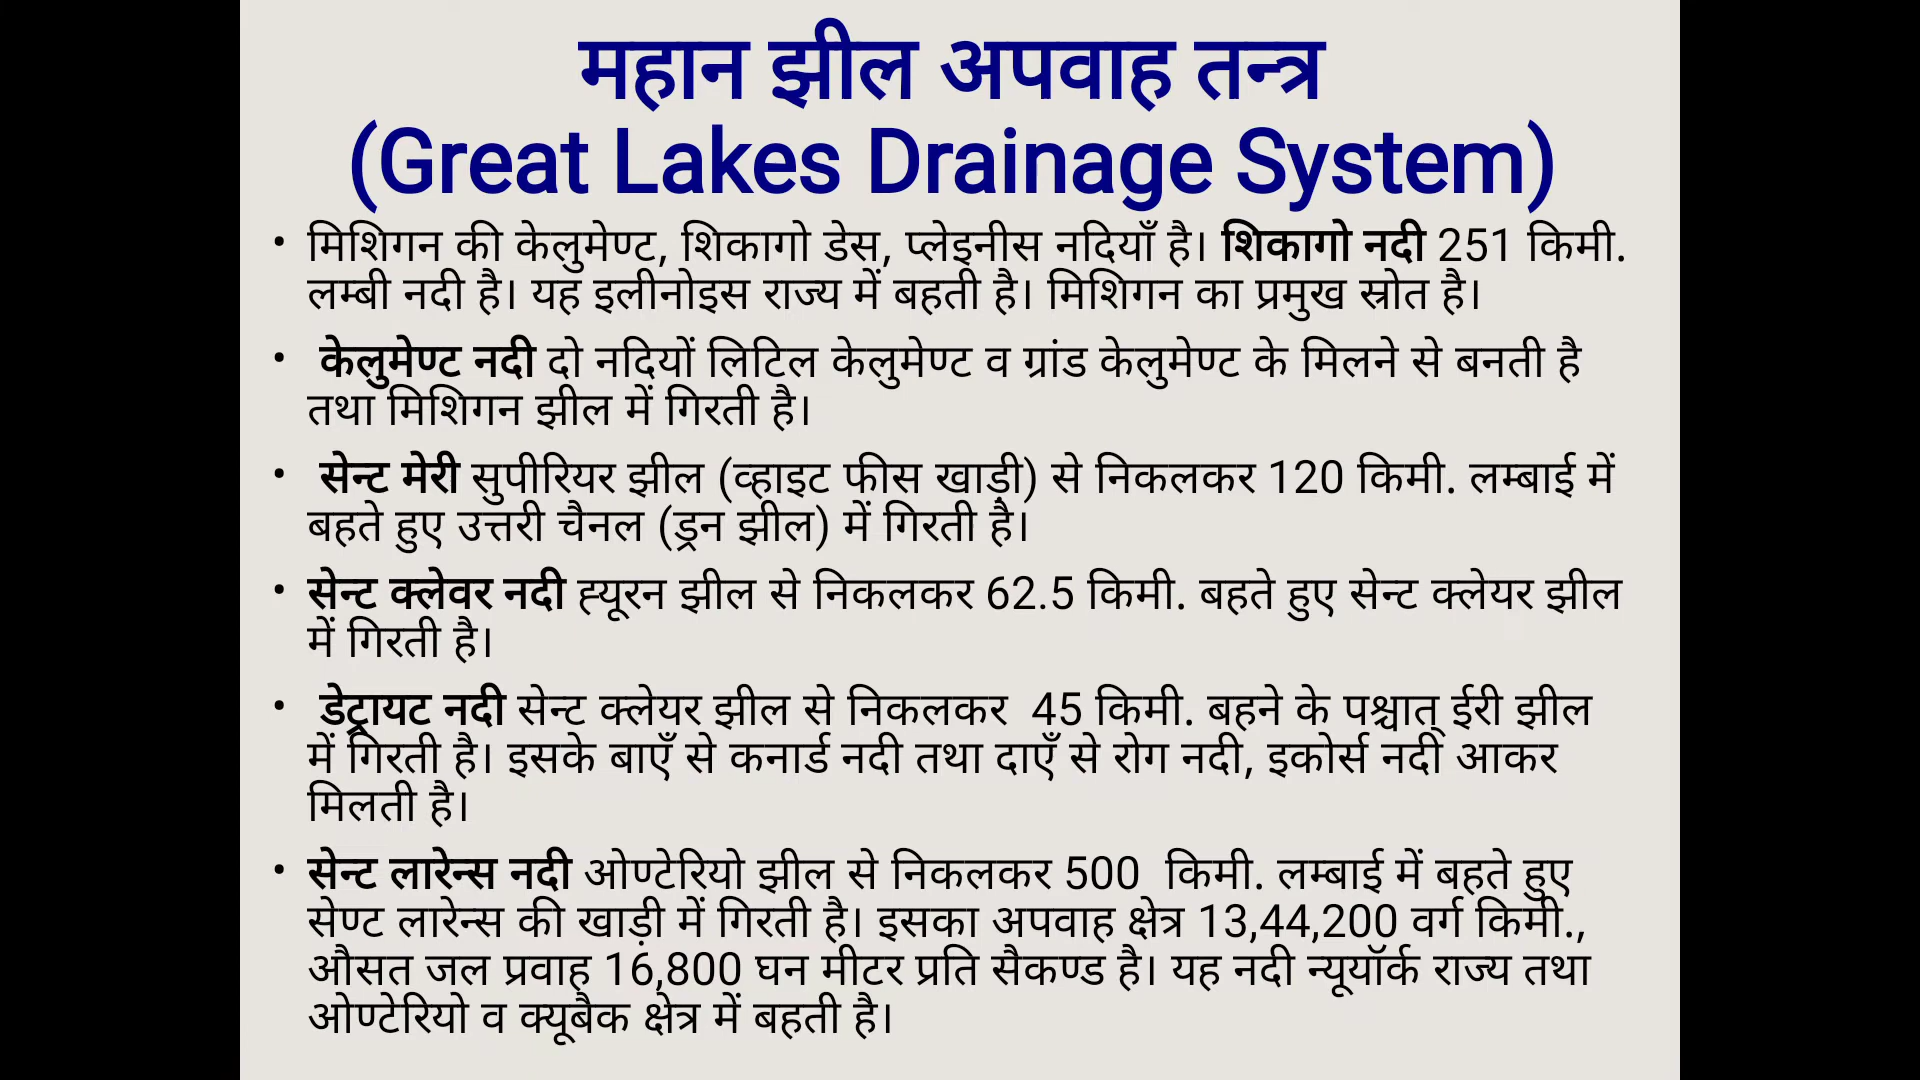 महान झील अपवाह तन्त्र
(Great Lakes Drainage System)
• मिशिगन की केलुमेण्ट, शिकागो डेस, प्लेइनीस नदियाँ है। शिकागो नदी 251 किमी.
लम्बी नदी है। यह इलीनोइस राज्य में बहती है। मिशिगन का प्रमुख स्रोत है।
• केलुमेण्ट नदी दो नदियों लिटिल केलुमेण्ट व ग्रांड केलुमेण्ट के मिलने से बनती है
तथा मिशिगन झील में गिरती है।
• सेन्ट मेरी सुपीरियर झील (व्हाइट फीस खाड़ी) से निकलकर 120 किमी. लम्बाई में
बहते हुए उत्तरी चैनल (ड्रन झील) में गिरती है।
• सेन्ट क्लेवर नदी ह्यूरन झील से निकलकर 62.5 किमी. बहते हुए सेन्ट क्लेयर झील
में गिरती है।
• डेट्रायट नदी सेन्ट क्लेयर झील से निकलकर 45 किमी. बहने के पश्चात् ईरी झील
में गिरती है। इसके बाएँ से कनार्ड नदी तथा दाएँ से रोग नदी, इकोर्स नदी आकर
मिलती है।
• सेन्ट लारेन्स नदी ओण्टेरियो झील से निकलकर 500 किमी. लम्बाई में बहते हुए
सेण्ट लारेन्स की खाड़ी में गिरती है। इसका अपवाह क्षेत्र 13,44,200 वर्ग किमी.,
औसत जल प्रवाह 16,800 घन मीटर प्रति सैकण्ड है। यह नदी न्यूयॉर्क राज्य तथा
ओण्टेरियो व क्यूबैक क्षेत्र में बहती है।